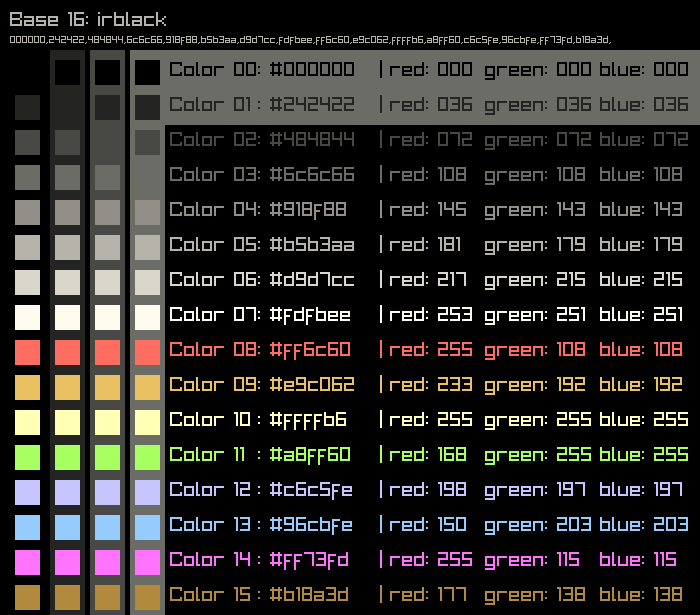 Base 16: irblack
000000,242422,484844,6c6c66,918f88,b5b3aa,d9d7cc,fdfbee,ff6c60,e9c062,ffffb6,a8ff60,c6c5fe,96cbfe,ff73fd,b18a3d,
Color 00: #000000 | red: 000 green: 000 blue: 000
Color 01 : #242422 | red: 036 green: 036 blue: 036
Color 02: #484844 | red: 072 green: 072 blue: 072
Color 03: #6c6c66 | red: 108 green: 108 blue: 108
Color 04: #918f88 | red: 145 green: 143 blue: 143
Color 05: #b5b3aa | red: 181 green: 179 blue: 179
Color 06: #d9d7cc | red: 217 green: 215 blue: 215
Color 07: #fdfbee | red: 253 green: 251 blue: 251
Color 08: #ff6c60 | red: 255 green: 108 blue: 108
Color 09: #e9c062 | red: 233 green: 192 blue: 192
Color 10 : #ffffb6 | red: 255 green: 255 blue: 255
Color 11 : #a8ff60 | red: 168 green: 255 blue: 255
Color 12 : #c6c5fe | red: 198 green: 197 blue: 197
Color 13 : #96cbfe | red: 150 green: 203 blue: 203
Color 14 : #ff73fd | red: 255 green: 115 blue: 115
Color 15 : #b18a3d | red: 177 green: 138 blue: 138